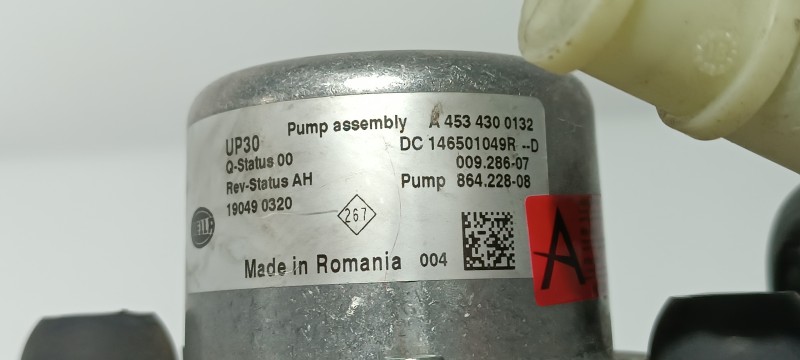 UP30 Pump assembly A 453 430 0132
Q-Status 00 DC 146501049R --D
009.286-07
Rev-Status AH Pump 864.228-08
19049 0320
267
Made in Romania 004
A